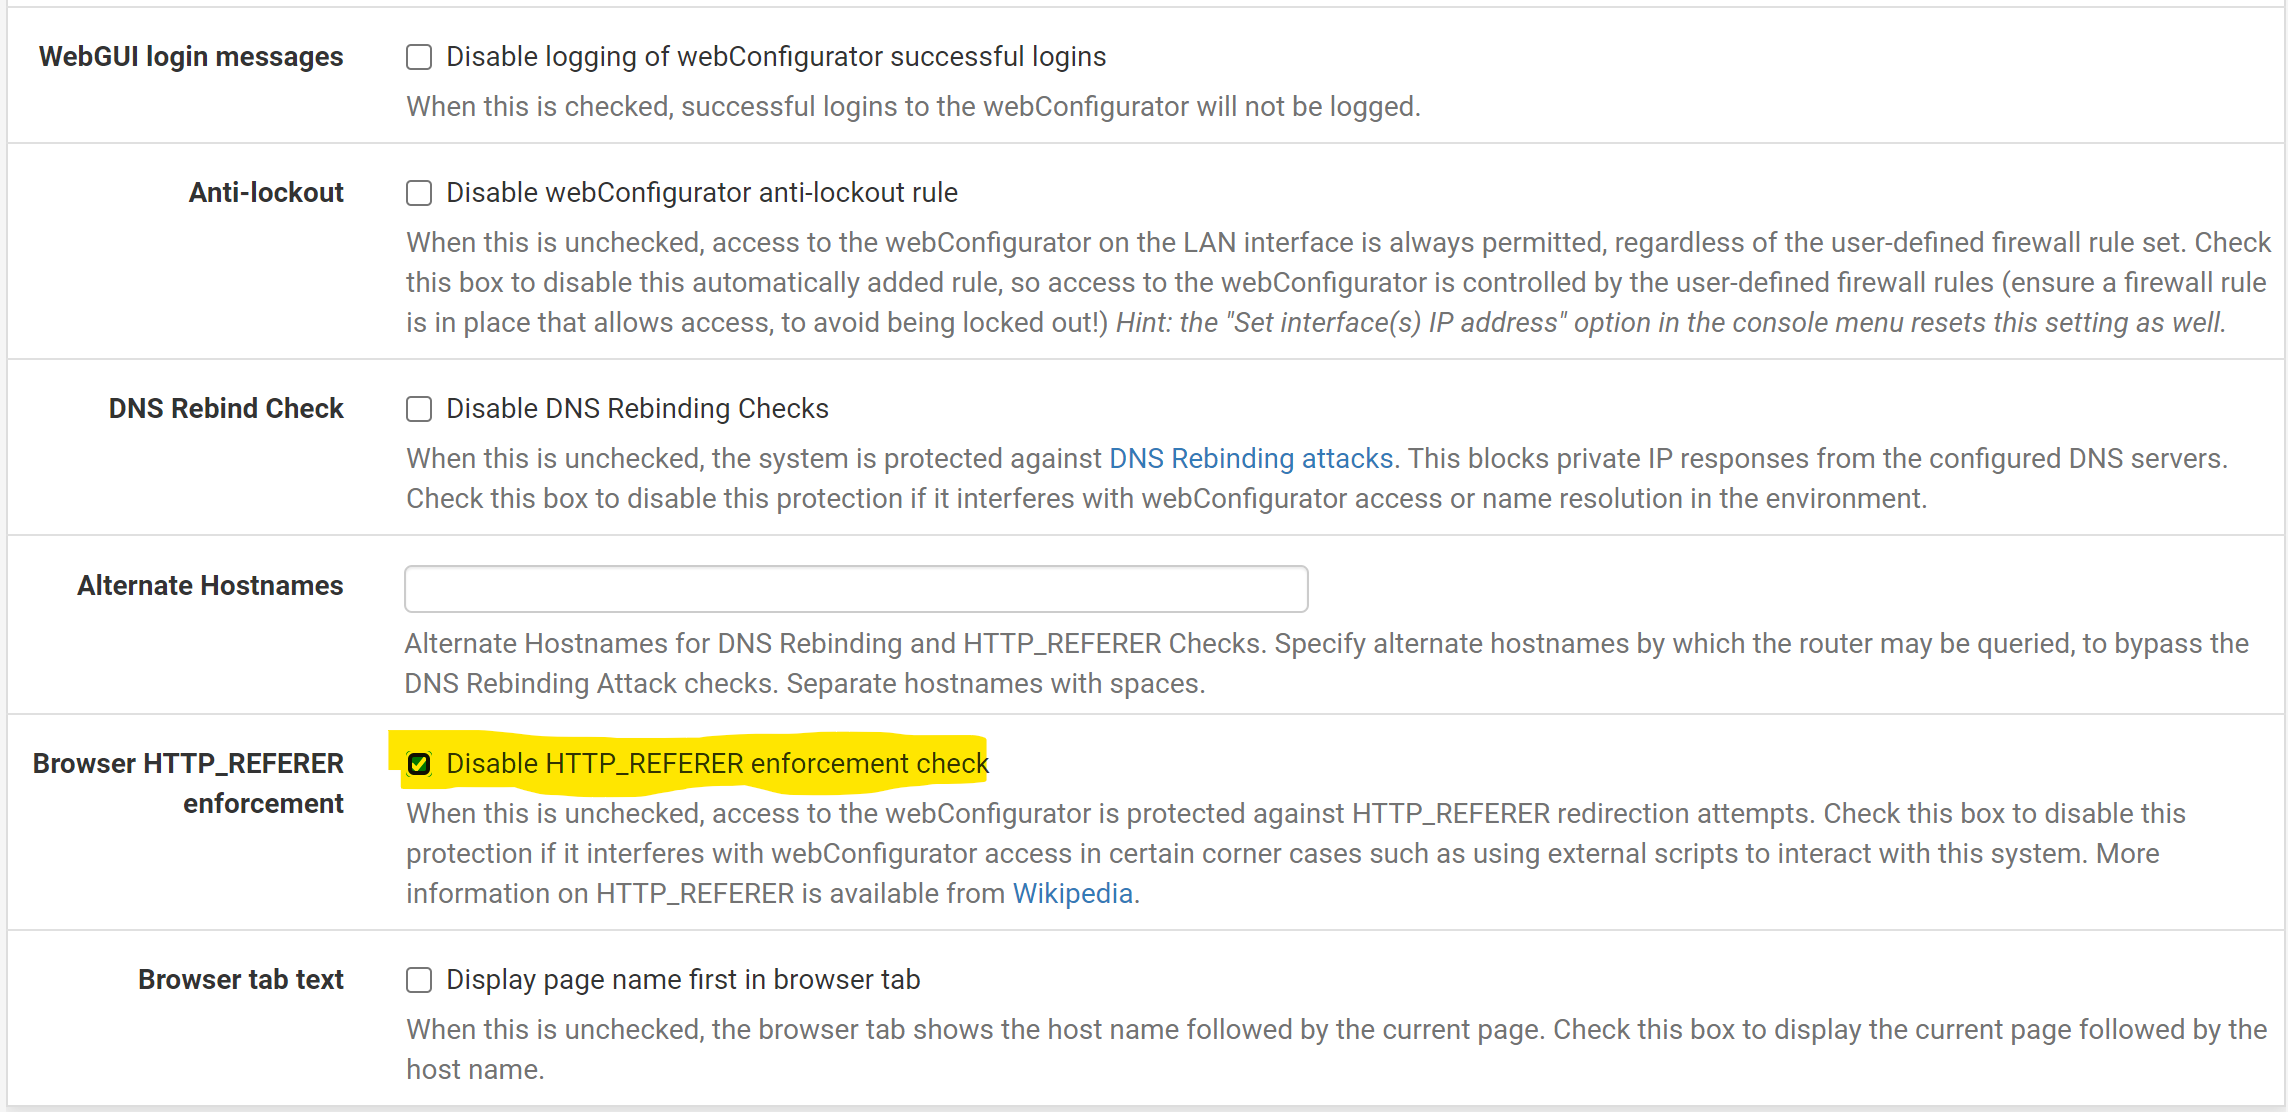 WebGUI login messages
Disable logging of webConfigurator successful logins
When this is checked, successful logins to the webConfigurator will not be logged.
Anti-lockout
Disable webConfigurator anti-lockout rule
When this is unchecked, access to the webConfigurator on the LAN interface is always permitted, regardless of the user-defined firewall rule set. Check
this box to disable this automatically added rule, so access to the webConfigurator is controlled by the user-defined firewall rules (ensure a firewall rule
is in place that allows access, to avoid being locked out!) Hint: the "Set interface(s) IP address" option in the console menu resets this setting as well.
DNS Rebind Check
Disable DNS Rebinding Checks
When this is unchecked, the system is protected against DNS Rebinding attacks. This blocks private IP responses from the configured DNS servers.
Check this box to disable this protection if it interferes with webConfigurator access or name resolution in the environment.
Alternate Hostnames
Alternate Hostnames for DNS Rebinding and HTTP_REFERER Checks. Specify alternate hostnames by which the router may be queried, to bypass the
DNS Rebinding Attack checks. Separate hostnames with spaces.
Browser HTTP_REFERER
enforcement
Disable HTTP_REFERER enforcement check
When this is unchecked, access to the webConfigurator is protected against HTTP_REFERER redirection attempts. Check this box to disable this
protection if it interferes with webConfigurator access in certain corner cases such as using external scripts to interact with this system. More
information on HTTP_REFERER is available from Wikipedia.
Browser tab text
Display page name first in browser tab
When this is unchecked, the browser tab shows the host name followed by the current page. Check this box to display the current page followed by the
host name.